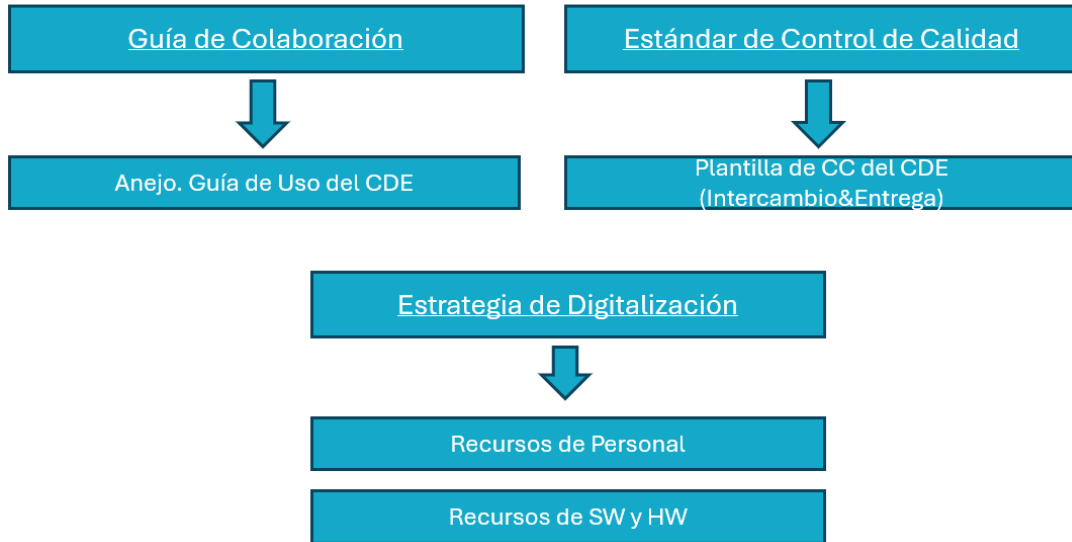 Guía de Colaboración
Estándar de Control de Calidad
Anejo. Guía de Uso del CDE
Plantilla de CC del CDE
(Intercambio&Entrega)
Estrategia de Digitalización
Recursos de Personal
Recursos de SW y HW